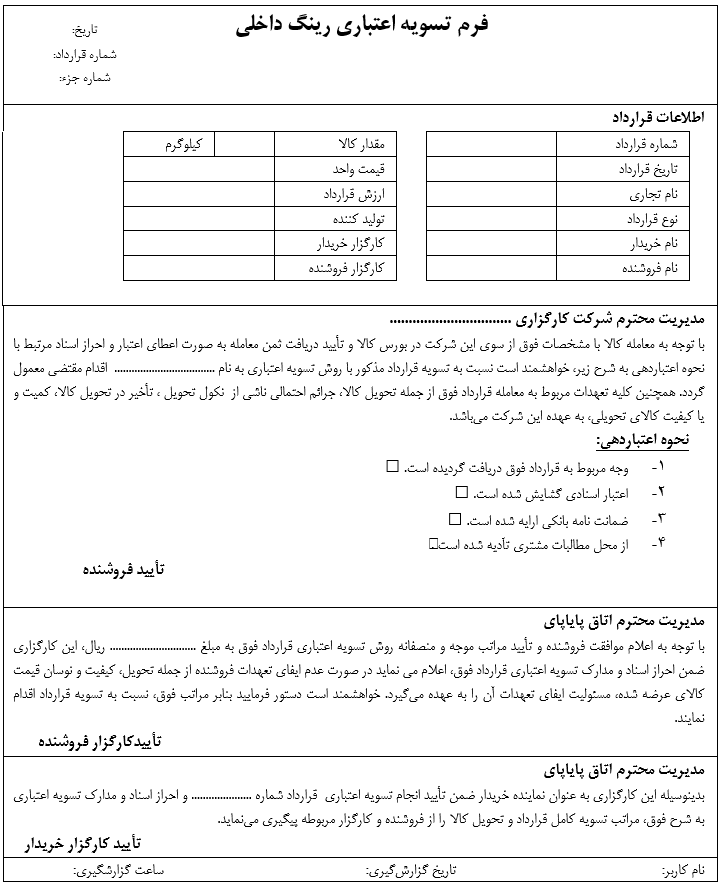 فرم تسویه اعتباری رینگ داخلی
تاریخ:
شماره قرارداد:
شماره جزء:
اطلاعات قرارداد
شماره قرارداد
تاریخ قرارداد
نام تجاری
نوع قرارداد
نام خریدار
نام فروشنده
مقدار کالا کیلوگرم
قیمت واحد
ارزش قرارداد
تولید کننده
کارگزار خریدار
کارگزار فروشنده
مدیریت محترم شرکت کارگزاری ................................
با توجه به معامله کالا با مشخصات فوق از سوی این شرکت در بورس کالا و تأیید دریافت ثمن معامله به صورت اعطای اعتبار و احراز اسناد مرتبط با
نحوه اعتباردهی به شرح زیر، خواهشمند است نسبت به تسویه قرارداد مذکور با روش تسویه اعتباری به نام ................................... اقدام مقتضی معمول
گردد. همچنین کلیه تعهدات مربوط به معامله قرارداد فوق از جمله تحویل کالا، جرائم احتمالی ناشی از نکول تحویل ، تأخیر در تحویل کالا، کمیت و
یا کیفیت کالای تحویلی، به عهده این شرکت می‌باشد.
نحوه اعتباردهی:
۱- وجه مربوط به قرارداد فوق دریافت گردیده است. □
۲- اعتبار اسنادی گشایش شده است. □
۳- ضمانت نامه بانکی ارایه شده است. □
۴- از محل مطالبات مشتری تأدیه شده است□
تأیید فروشنده
مدیریت محترم اتاق پایاپای
با توجه به اعلام موافقت فروشنده و تأیید مراتب موجه و منصفانه روش تسویه اعتباری قرارداد فوق به مبلغ .............................. ریال، این کارگزاری
ضمن احراز اسناد و مدارک تسویه اعتباری قرارداد فوق، اعلام می نماید در صورت عدم ایفای تعهدات فروشنده از جمله تحویل، کیفیت و نوسان قیمت
کالای عرضه شده، مسئولیت ایفای تعهدات آن را به عهده می‌گیرد. خواهشمند است دستور فرمایید بنابر مراتب فوق، نسبت به تسویه قرارداد اقدام
نمایند.
تأییدکارگزار فروشنده
مدیریت محترم اتاق پایاپای
بدینوسیله این کارگزاری به عنوان نماینده خریدار ضمن تأیید انجام تسویه اعتباری قرارداد شماره ..................... و احراز اسناد و مدارک تسویه اعتباری
به شرح فوق، مراتب تسویه کامل قرارداد و تحویل کالا را از فروشنده و کارگزار مربوطه پیگیری می‌نماید.
تأیید کارگزار خریدار
نام کاربر: تاریخ گزارش‌گیری: ساعت گزارشگیری: